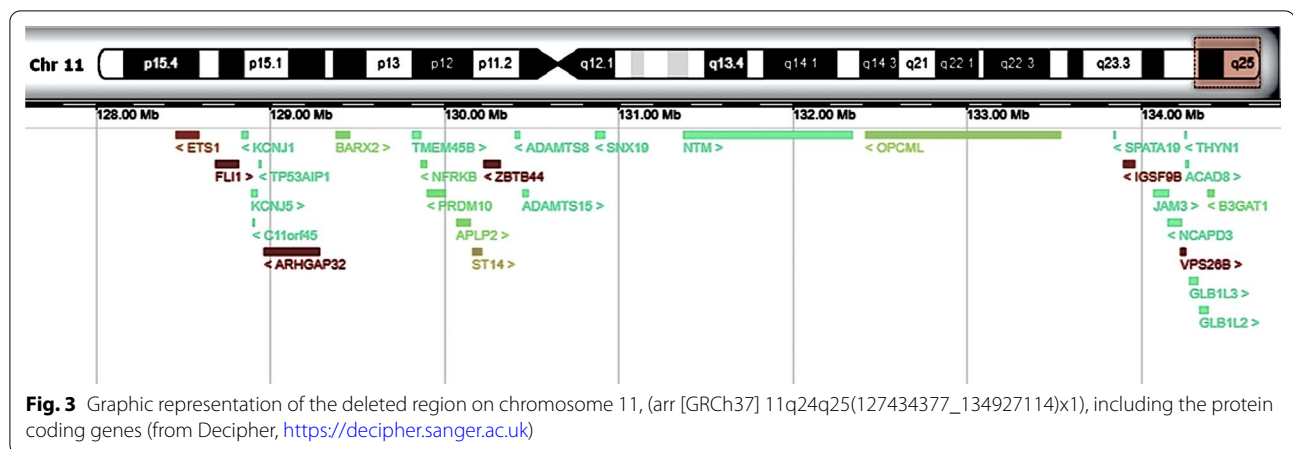 Chr 11 p15.4 p15.1 p13 p12 p11.2 q12.1 q13.4 q14 1 q14 3 q21 q22 1 q22 3 q23.3 q25
128.00 Mb 129.00 Mb 130.00 Mb 131.00 Mb 132.00 Mb 133.00 Mb 134.00 Mb
< ETS1 < KCNJ1 BARX2 > TMEM45B > < ADAMTS8 < SNX19 NTM > < OPCML < SPATA19 < THYN1
FLI1 > < TP53AIP1 < NFRKB < ZBTB44 < IGSF9B ACAD8 >
KCNJ5 > < PRDM10 ADAMTS15 > JAM3 > < B3GAT1
< C11orf45 APLP2 > < NCAPD3
< ARHGAP32 ST14 > VPS26B >
GLB1L3 >
GLB1L2 >
Fig. 3 Graphic representation of the deleted region on chromosome 11, (arr [GRCh37] 11q24q25(127434377_134927114)x1), including the protein
coding genes (from Decipher, https://decipher.sanger.ac.uk)